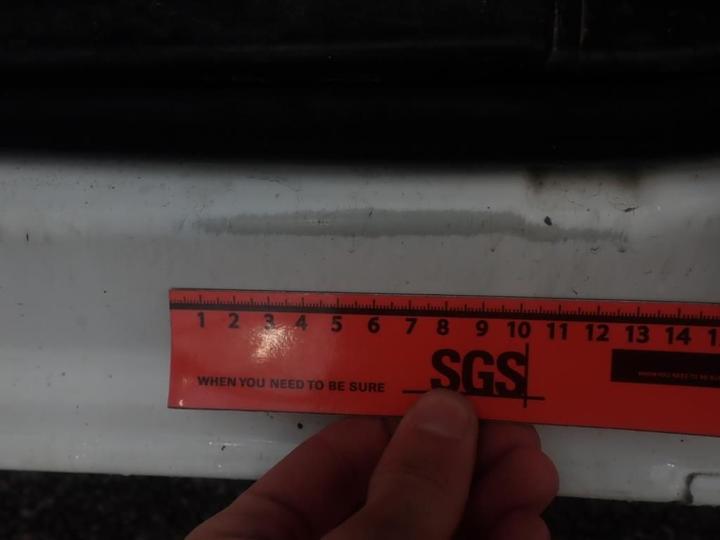 1 2 3 4 5 6 7 8 9 10 11 12 13 14
SGS
WHEN YOU NEED TO BE SURE